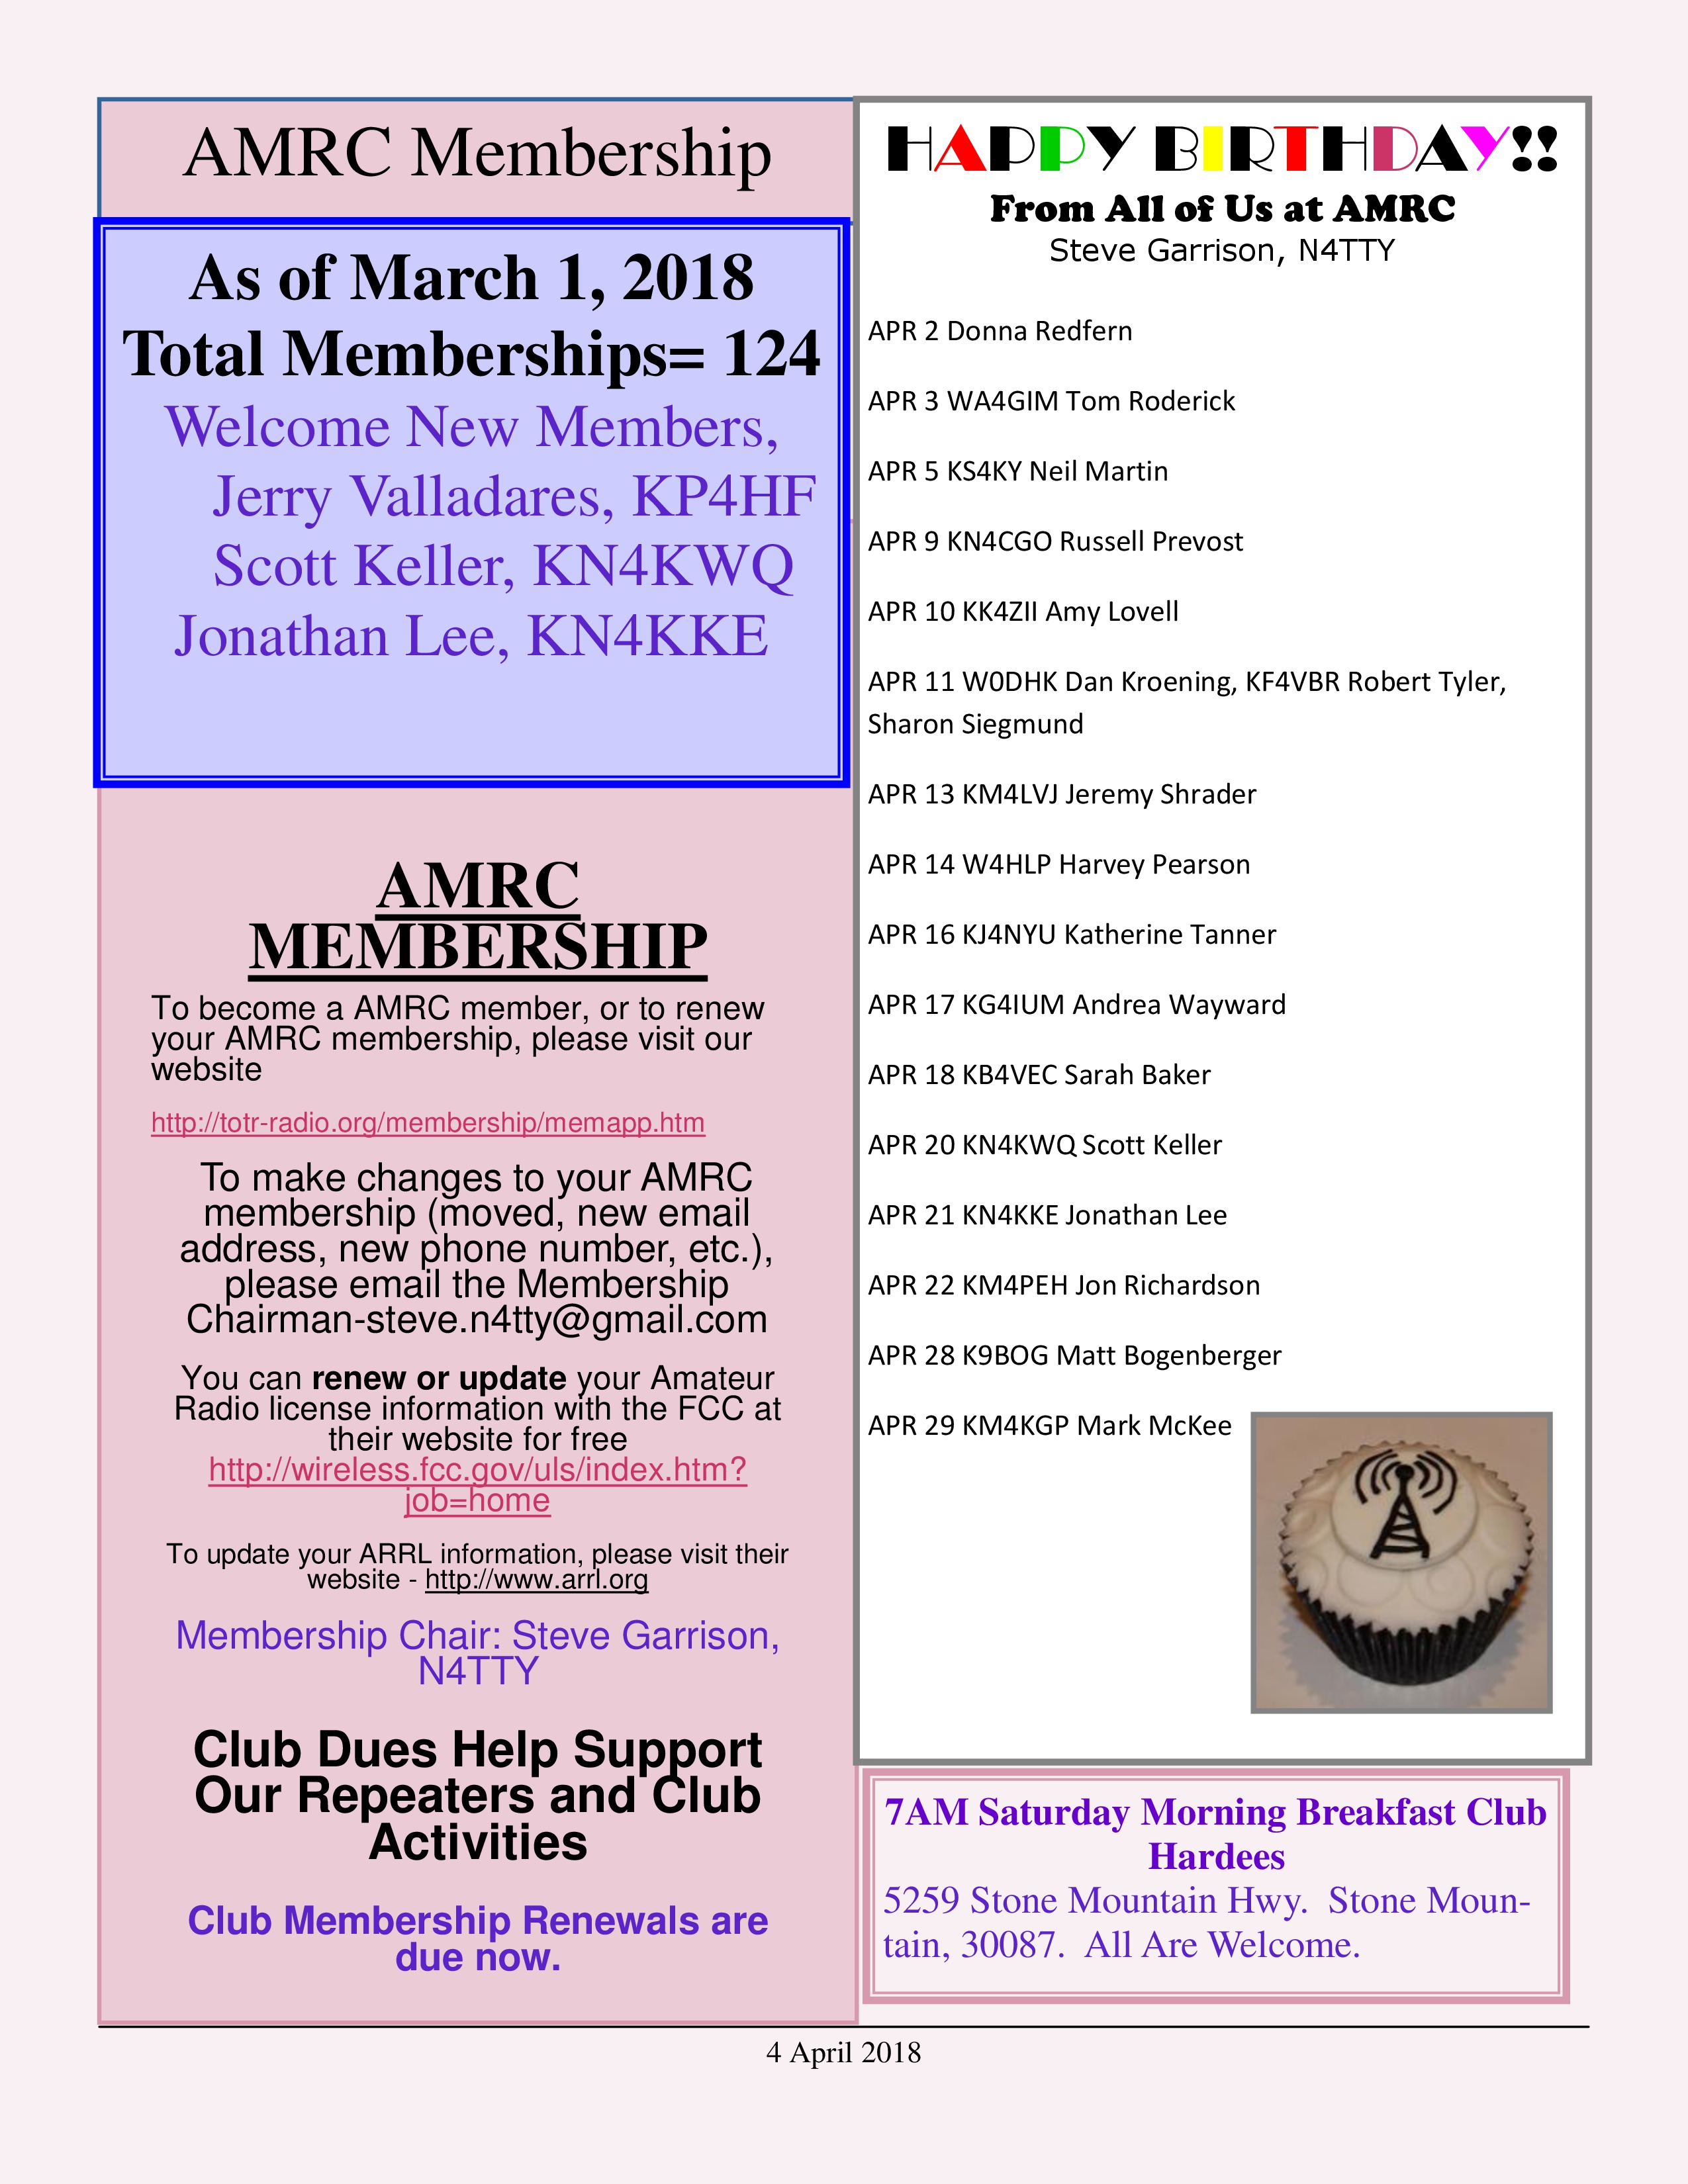 AMRC Membership
As of March 1, 2018
Total Memberships= 124
Welcome New Members,
Jerry Valladares, KP4HF
Scott Keller, KN4KWQ
Jonathan Lee, KN4KKE
AMRC
MEMBERSHIP
To become a AMRC member, or to renew
your AMRC membership, please visit our
website
http://totr-radio.org/membership/memapp.htm
To make changes to your AMRC
membership (moved, new email
address, new phone number, etc.),
please email the Membership
Chairman-steve.n4tty@gmail.com
You can renew or update your Amateur
Radio license information with the FCC at
their website for free
http://wireless.fcc.gov/uls/index.htm?
job=home
To update your ARRL information, please visit their
website - http://www.arrl.org
Membership Chair: Steve Garrison,
N4TTY
Club Dues Help Support
Our Repeaters and Club
Activities
Club Membership Renewals are
due now.
HAPPY BIRTHDAY!!
From All of Us at AMRC
Steve Garrison, N4TTY
APR 2 Donna Redfern
APR 3 WA4GIM Tom Roderick
APR 5 KS4KY Neil Martin
APR 9 KN4CGO Russell Prevost
APR 10 KK4ZII Amy Lovell
APR 11 W0DHK Dan Kroening, KF4VBR Robert Tyler,
Sharon Siegmund
APR 13 KM4LVJ Jeremy Shrader
APR 14 W4HLP Harvey Pearson
APR 16 KJ4NYU Katherine Tanner
APR 17 KG4IUM Andrea Wayward
APR 18 KB4VEC Sarah Baker
APR 20 KN4KWQ Scott Keller
APR 21 KN4KKE Jonathan Lee
APR 22 KM4PEH Jon Richardson
APR 28 K9BOG Matt Bogenberger
APR 29 KM4KGP Mark McKee
7AM Saturday Morning Breakfast Club
Hardees
5259 Stone Mountain Hwy.  Stone Moun-
tain, 30087.  All Are Welcome.
4 April 2018